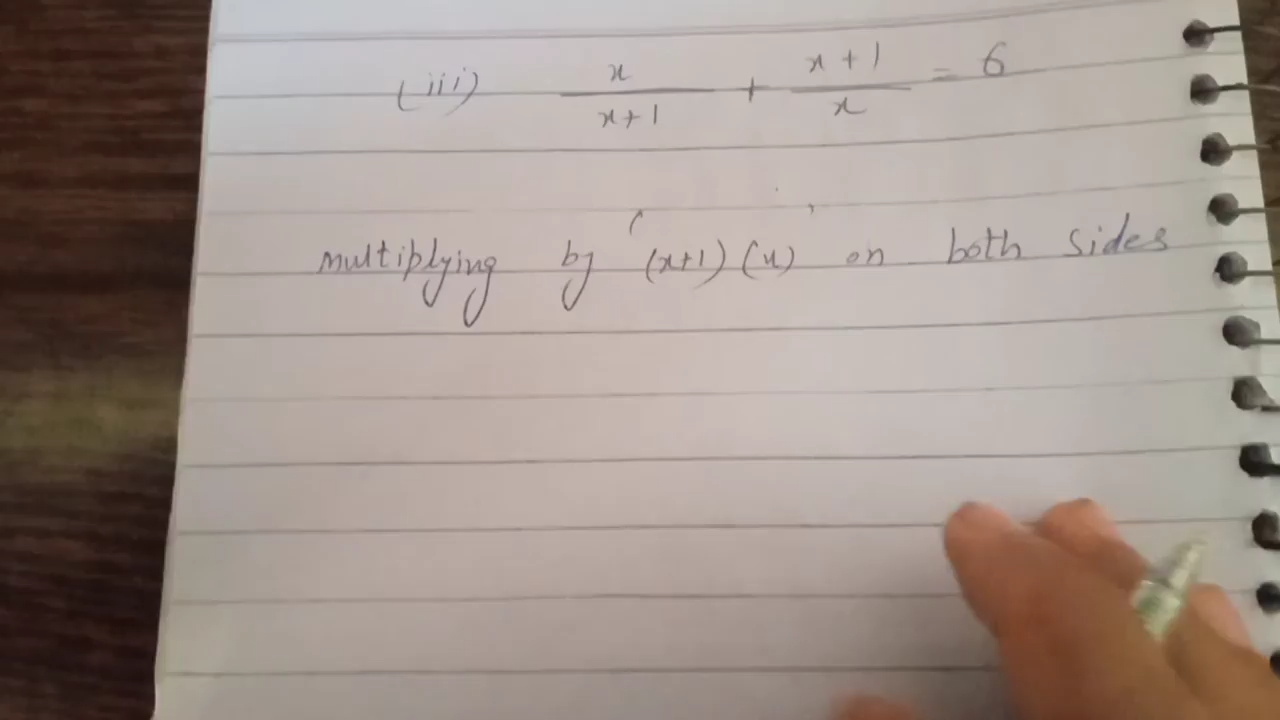 (iii) x/x+1 + x+1/x = 6
multiplying by '(x+1)(x)' on both sides